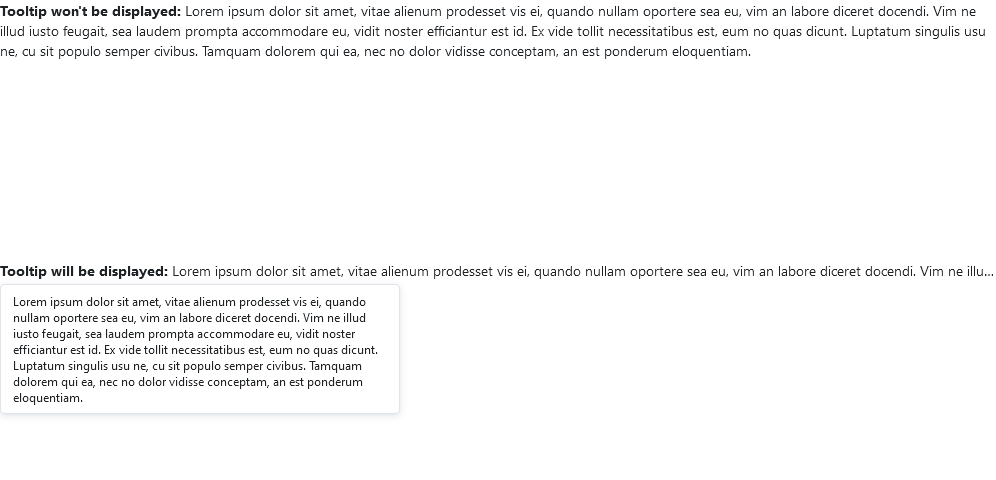 Tooltip won't be displayed: Lorem ipsum dolor sit amet, vitae alienum prodesset vis ei, quando nullam oportere sea eu, vim an labore diceret docendi. Vim ne
illud iusto feugait, sea laudem prompta accommodare eu, vidit noster efficiantur est id. Ex vide tollit necessitatibus est, eum no quas dicunt. Luptatum singulis usu
ne, cu sit populo semper civibus. Tamquam dolorem qui ea, nec no dolor vidisse conceptam, an est ponderum eloquentiam.
Tooltip will be displayed: Lorem ipsum dolor sit amet, vitae alienum prodesset vis ei, quando nullam oportere sea eu, vim an labore diceret docendi. Vim ne illu...
Lorem ipsum dolor sit amet, vitae alienum prodesset vis ei, quando
nullam oportere sea eu, vim an labore diceret docendi. Vim ne illud
iusto feugait, sea laudem prompta accommodare eu, vidit noster
efficiantur est id. Ex vide tollit necessitatibus est, eum no quas dicunt.
Luptatum singulis usu ne, cu sit populo semper civibus. Tamquam
dolorem qui ea, nec no dolor vidisse conceptam, an est ponderum
eloquentiam.